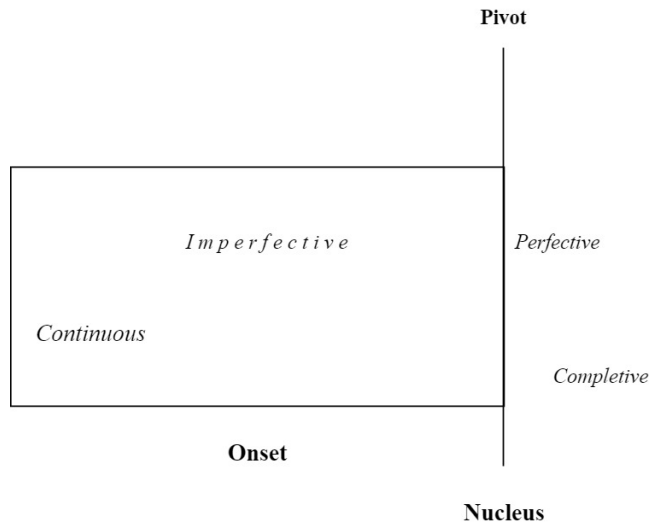 Pivot
Imperfective Perfective
Continuous
Completive
Onset
Nucleus